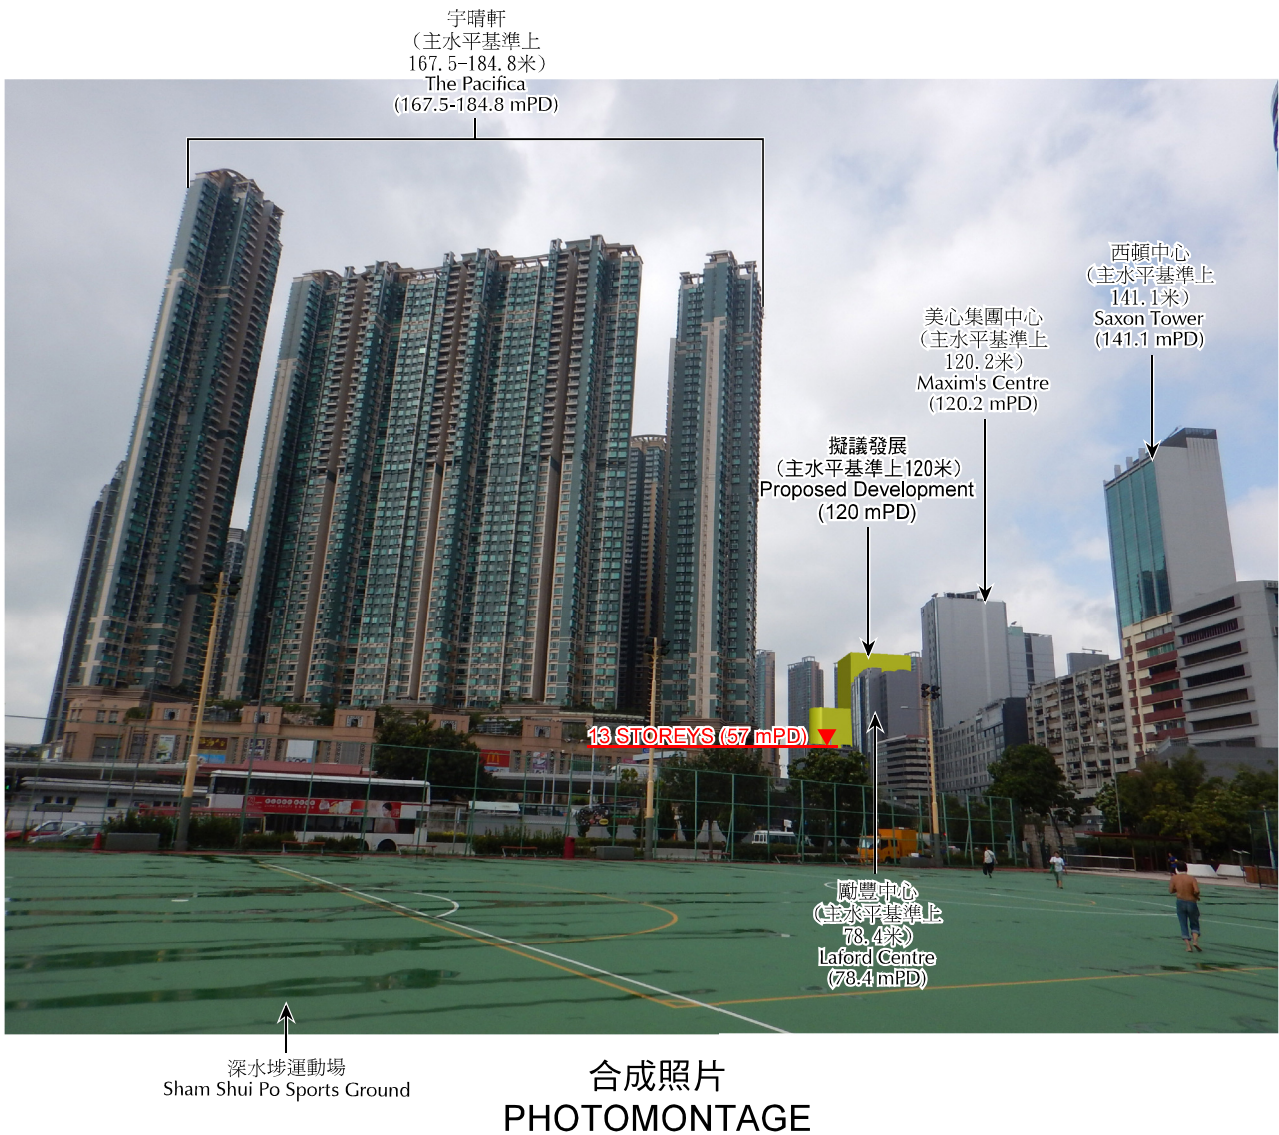 宇晴軒
（主水平基準上
167.5-184.8米）
The Pacifica
(167.5-184.8 mPD)
西頓中心
（主水平基準上
141.1米）
Saxon Tower
(141.1 mPD)
美心集團中心
（主水平基準上
120.2米）
Maxim's Centre
(120.2 mPD)
擬議發展
（主水平基準上120米）
Proposed Development
(120 mPD)
13 STOREYS (57 mPD)
勵豐中心
（主水平基準上
78.4米）
Laford Centre
(78.4 mPD)
深水埗運動場
Sham Shui Po Sports Ground
合成照片
PHOTOMONTAGE